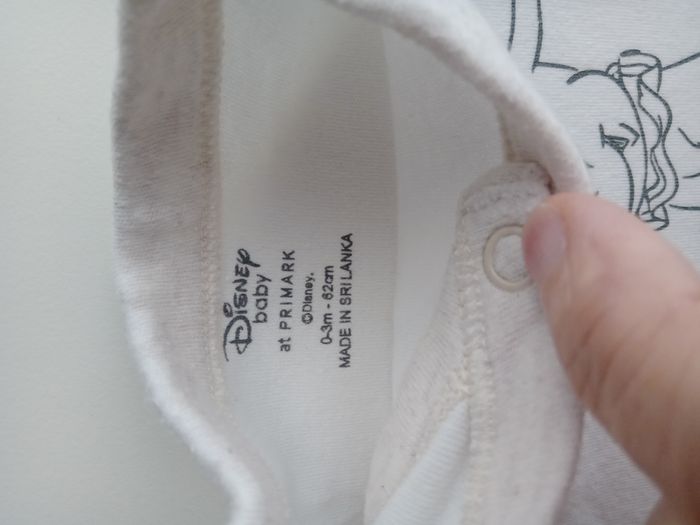 DISNEY
baby
at PRIMARK
©Disney.
0-3m - 62cm
MADE IN SRI LANKA